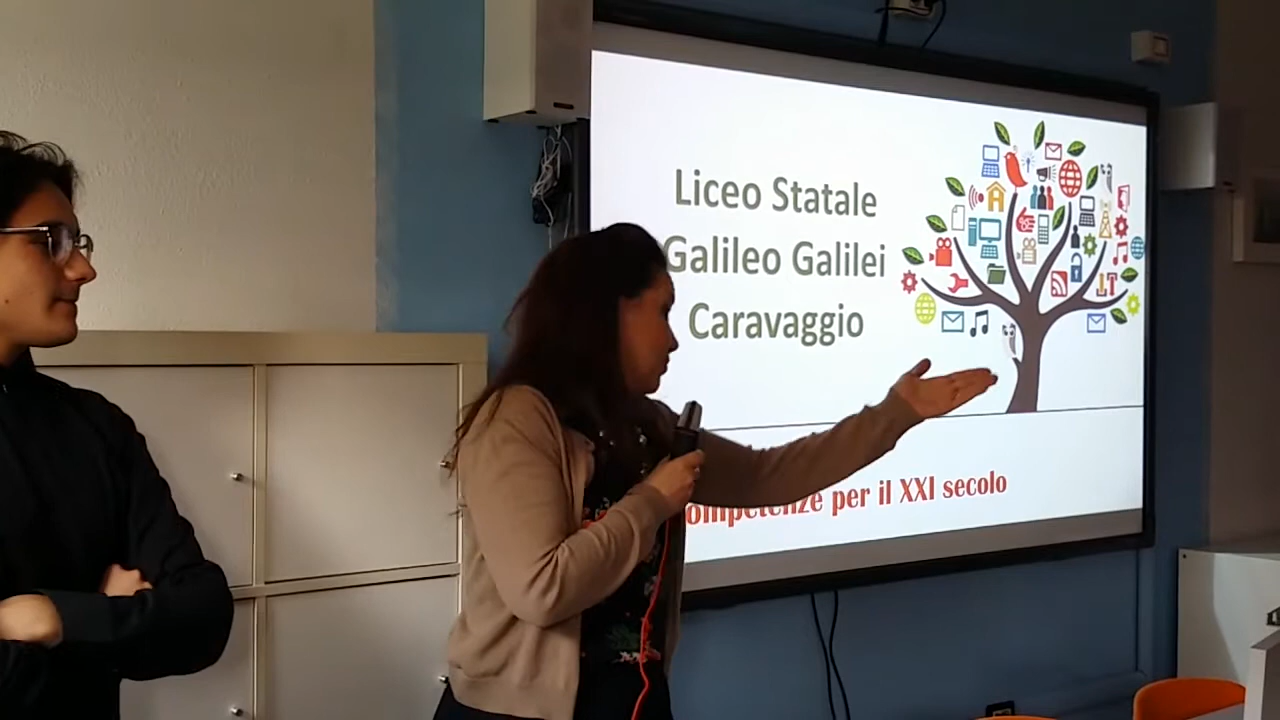 Liceo Statale
Galileo Galilei
Caravaggio
ompetenze per il XXI secolo